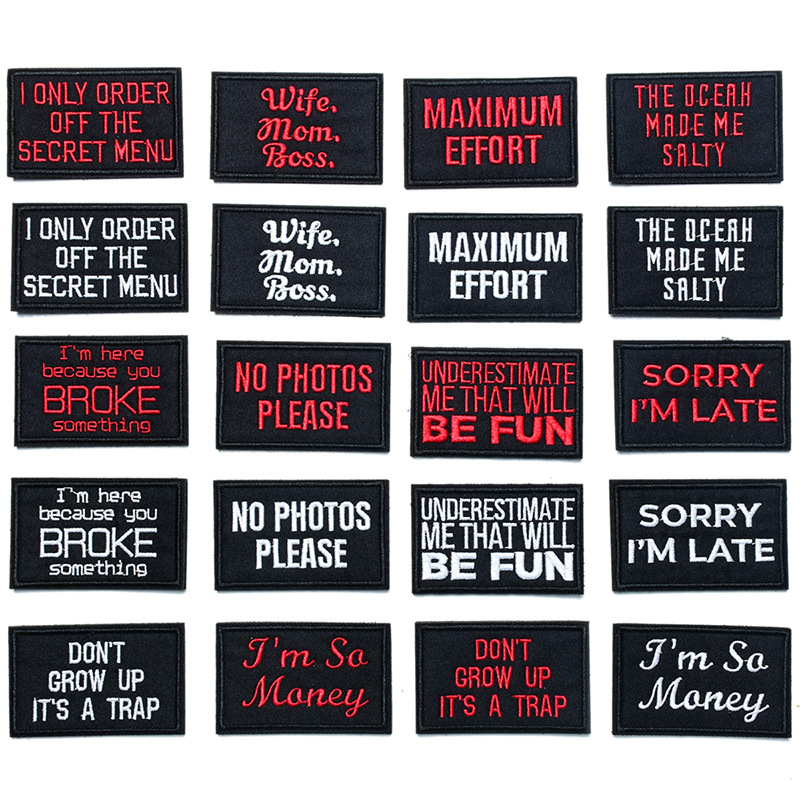 I ONLY ORDER
OFF THE
SECRET MENU
Wife.
Mom.
Boss.
MAXIMUM
EFFORT
THE OCEAN
MADE ME
SALTY
I ONLY ORDER
OFF THE
SECRET MENU
Wife.
Mom.
Boss.
MAXIMUM
EFFORT
THE OCEAN
MADE ME
SALTY
I'm here
because you
BROKE
something
NO PHOTOS
PLEASE
UNDERESTIMATE
ME THAT WILL
BE FUN
SORRY
I'M LATE
I'm here
because you
BROKE
something
NO PHOTOS
PLEASE
UNDERESTIMATE
ME THAT WILL
BE FUN
SORRY
I'M LATE
DON'T
GROW UP
IT'S A TRAP
I'm So
Money
DON'T
GROW UP
IT'S A TRAP
I'm So
Money